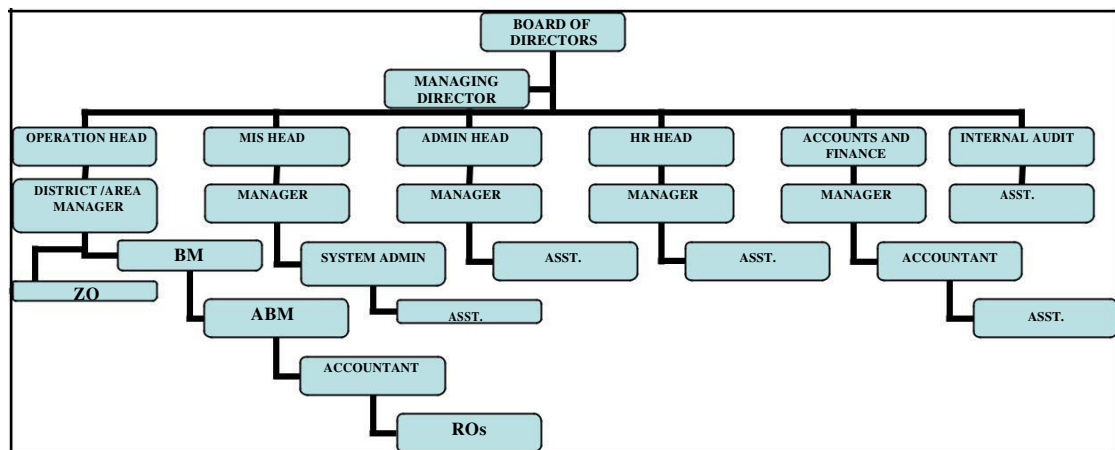 BOARD OF
DIRECTORS
MANAGING
DIRECTOR
OPERATION HEAD
MIS HEAD
ADMIN HEAD
HR HEAD
ACCOUNTS AND
FINANCE
INTERNAL AUDIT
DISTRICT /AREA
MANAGER
MANAGER
MANAGER
MANAGER
MANAGER
ASST.
BM
SYSTEM ADMIN
ASST.
ASST.
ACCOUNTANT
ZO
ABM
ASST.
ASST.
ACCOUNTANT
ROs